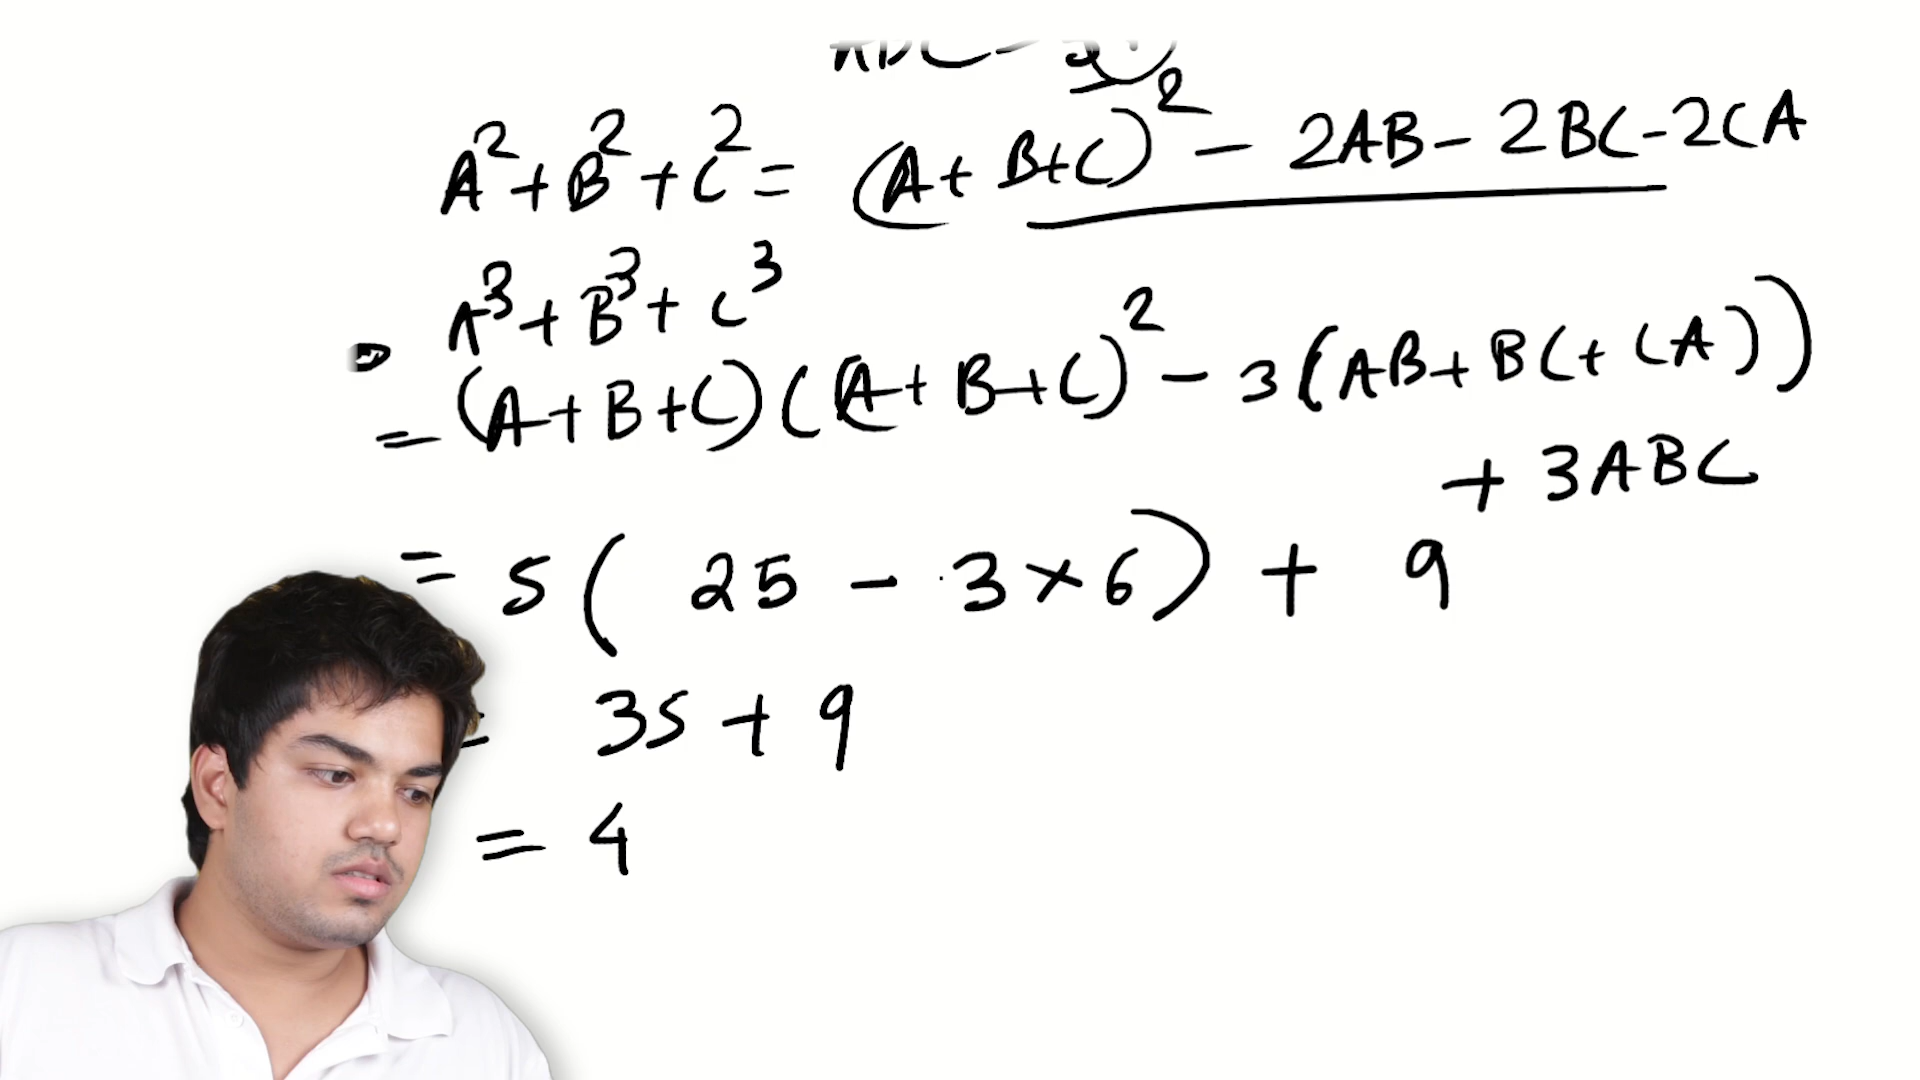 A²+B²+C²= (A+B+C)² - 2AB - 2BC-2CA
A³+B³+C³
= (A+B+C)((A+B+C)² - 3(AB+BC+CA))
+ 3ABC
= 5( 25 - 3×6) + 9
= 35 + 9
= 4